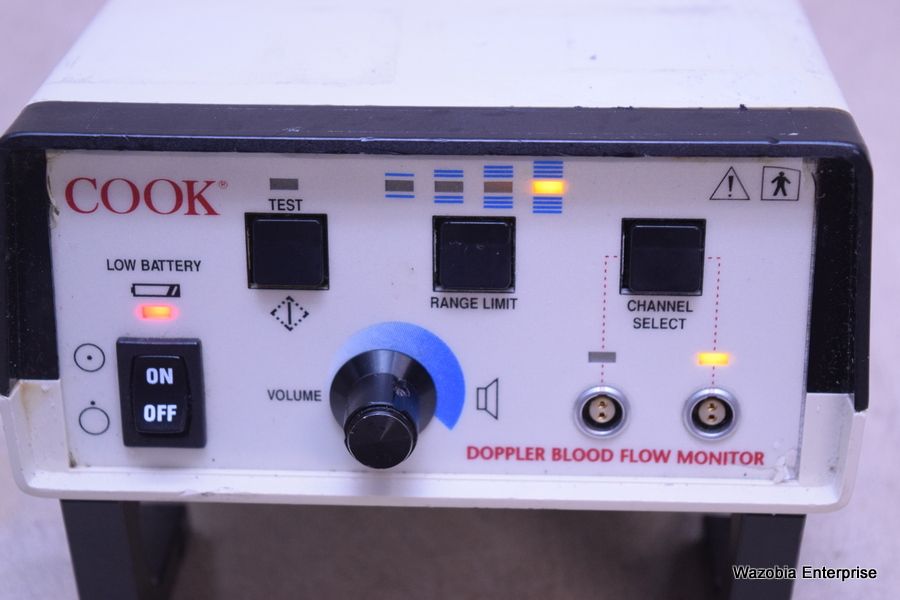 COOK®
TEST
LOW BATTERY
RANGE LIMIT
CHANNEL
SELECT
ON
OFF
VOLUME
DOPPLER BLOOD FLOW MONITOR
Wazobia Enterprise